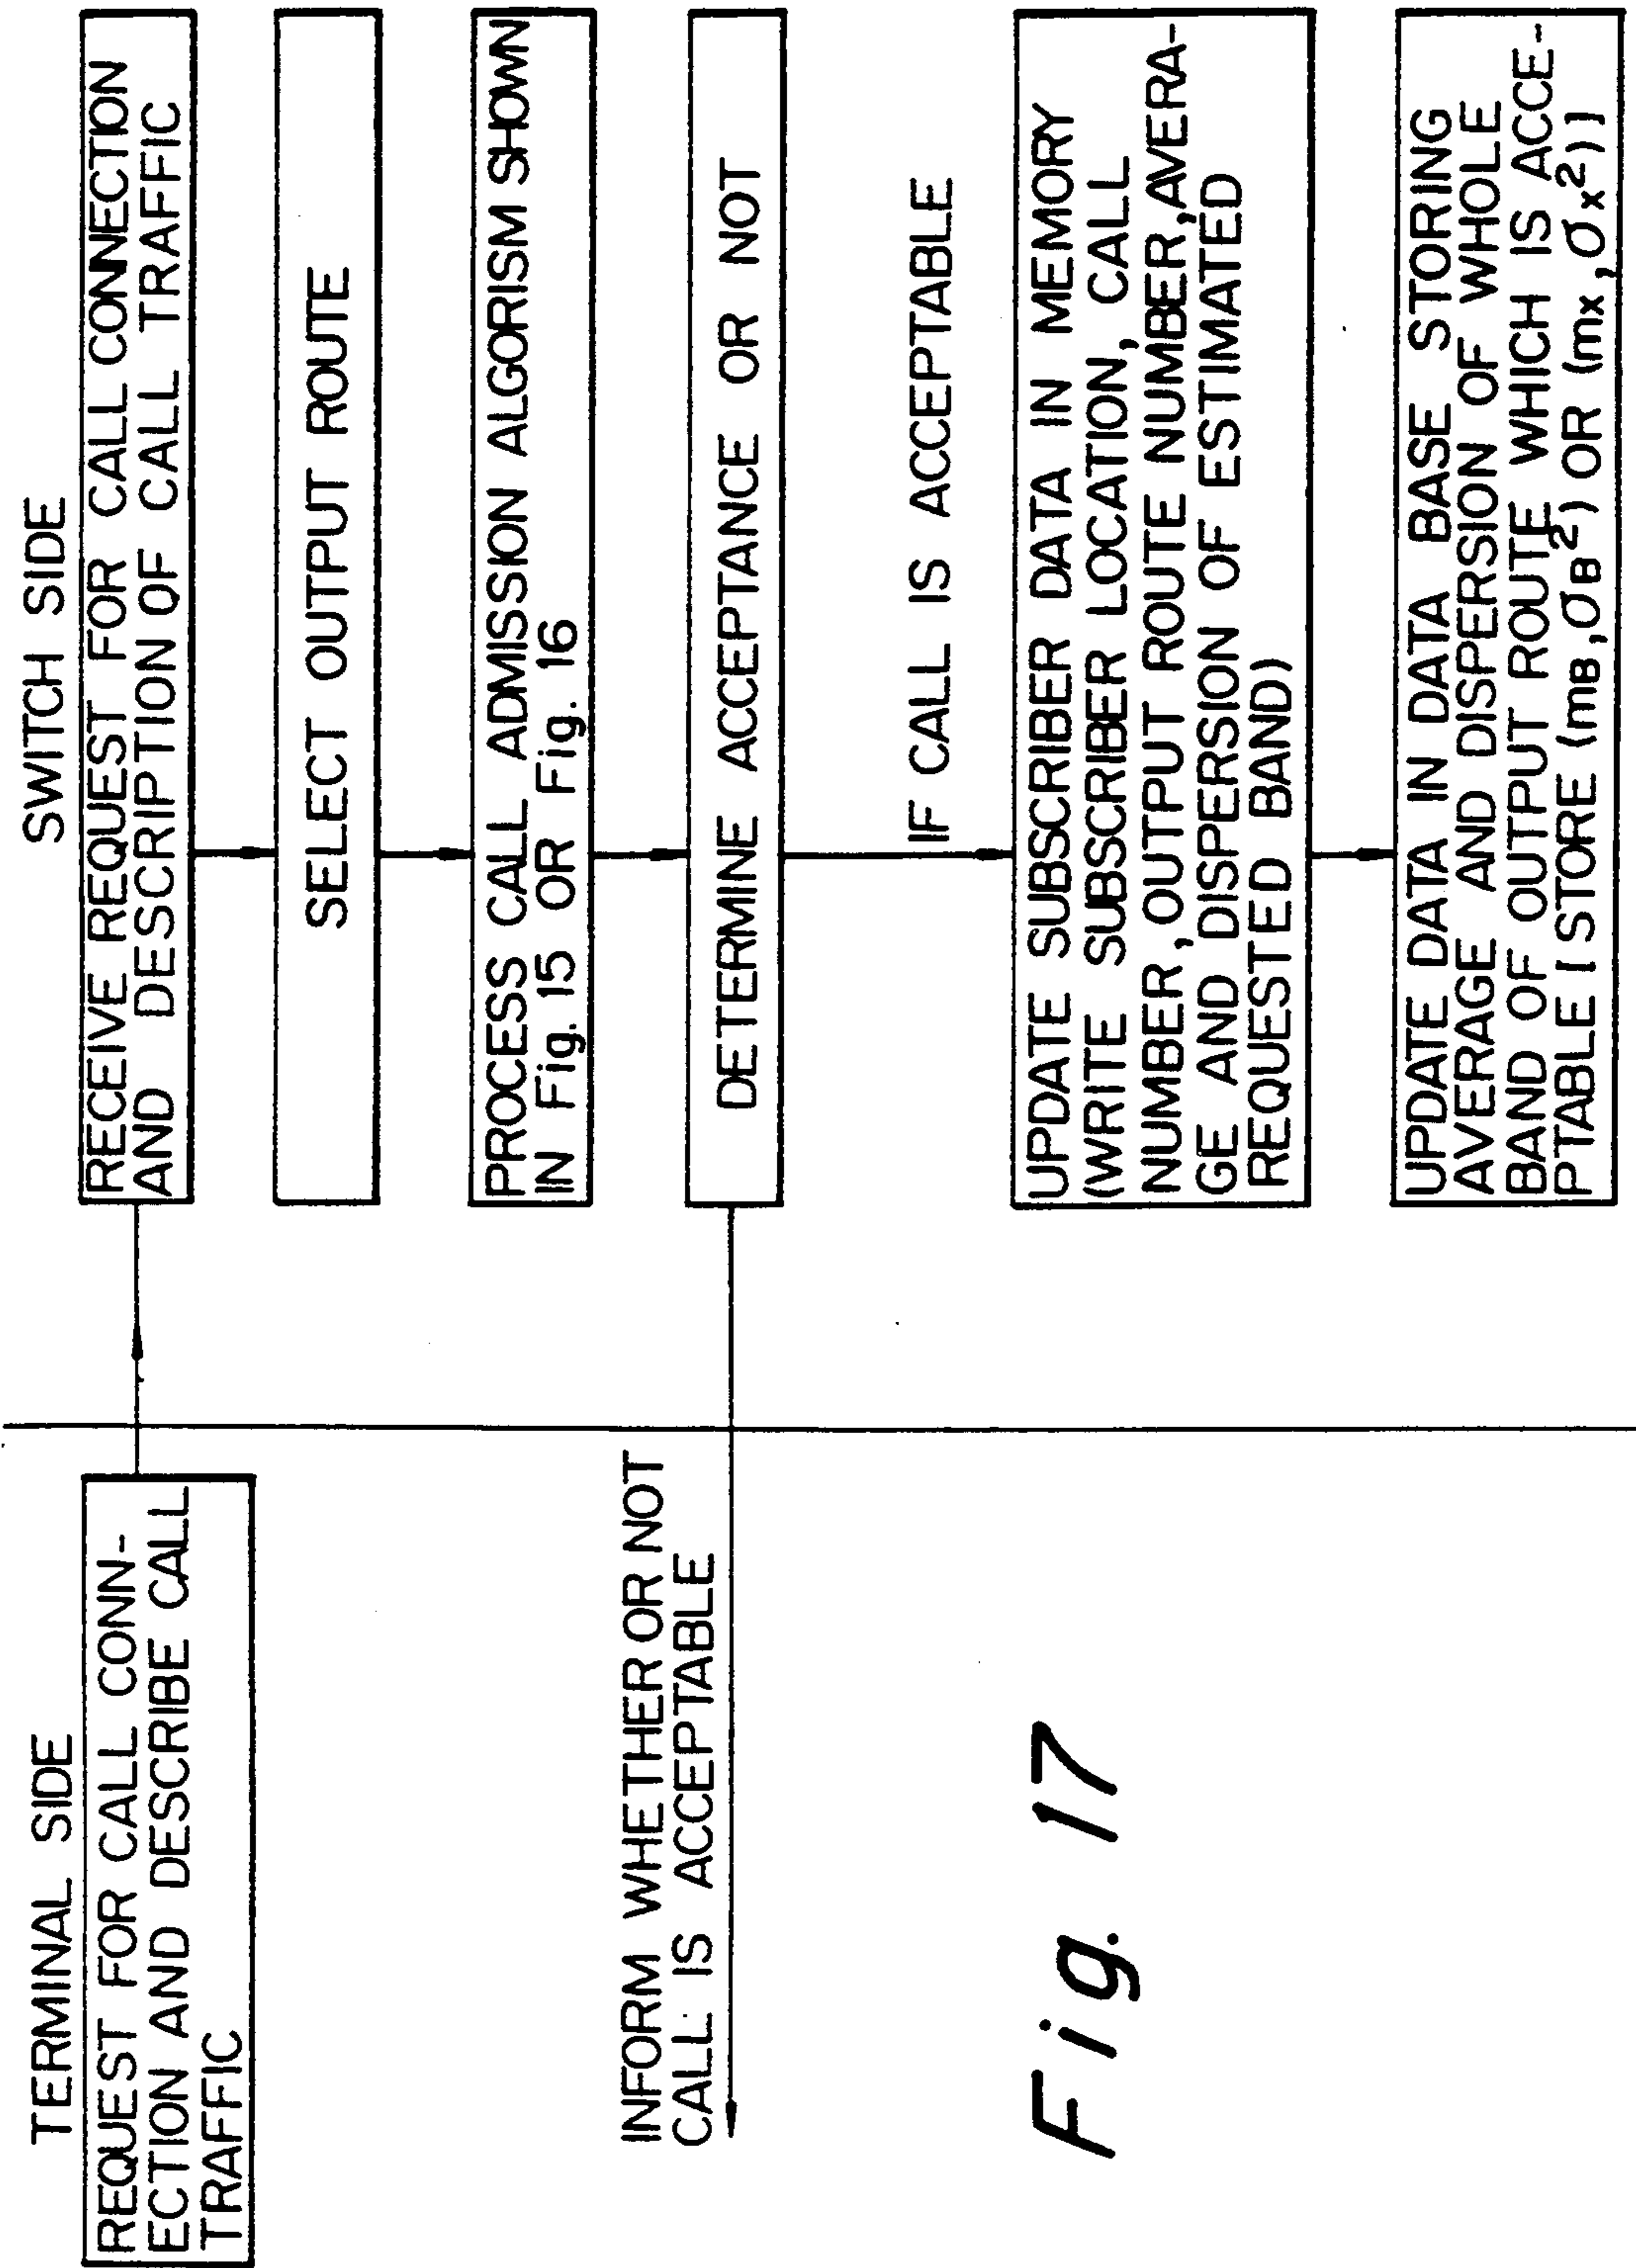 TERMINAL SIDE
REQUEST FOR CALL CONN-
ECTION AND DESCRIBE CALL
TRAFFIC
SWITCH SIDE
RECEIVE REQUEST FOR CALL CONNECTION
AND DESCRIPTION OF CALL TRAFFIC
SELECT OUTPUT ROUTE
PROCESS CALL ADMISSION ALGORISM SHOWN
IN Fig. 15 OR Fig. 16
DETERMINE ACCEPTANCE OR NOT
INFORM WHETHER OR NOT
CALL IS ACCEPTABLE
IF CALL IS ACCEPTABLE
UPDATE SUBSCRIBER DATA IN MEMORY
(WRITE SUBSCRIBER LOCATION, CALL
NUMBER, OUTPUT ROUTE NUMBER, AVERA-
GE AND DISPERSION OF ESTIMATED
REQUESTED BAND)
UPDATE DATA IN DATA BASE STORING
AVERAGE AND DISPERSION OF WHOLE
BAND OF OUTPUT ROUTE WHICH IS ACCE-
PTABLE [STORE (mB, σB²) OR (mx, σx²)]
Fig. 17